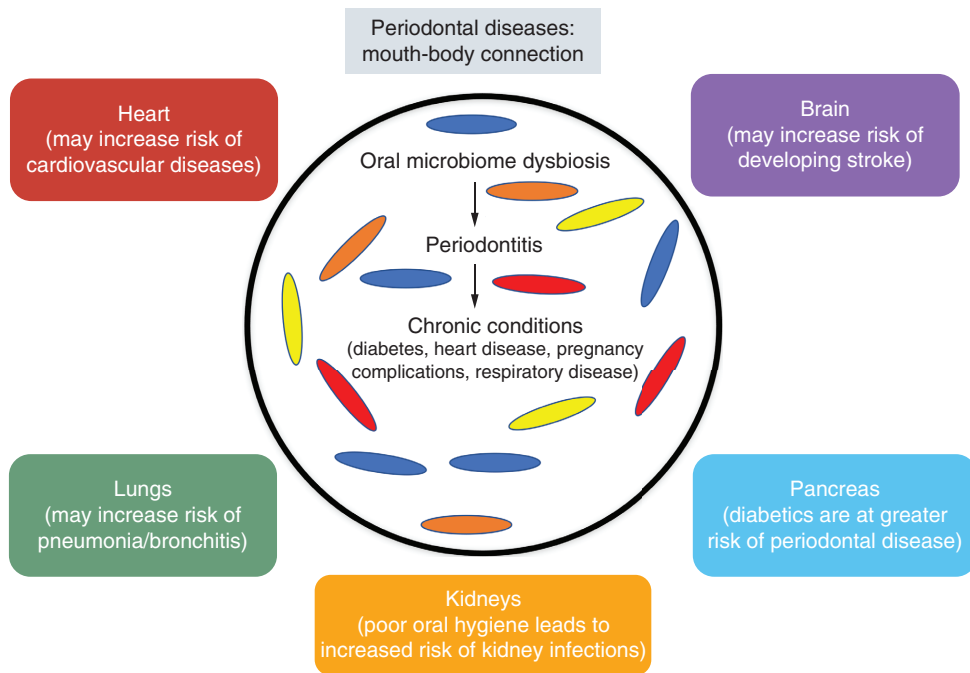 Periodontal diseases:
mouth-body connection
Heart
(may increase risk of
cardiovascular diseases)
Brain
(may increase risk of
developing stroke)
Oral microbiome dysbiosis
Periodontitis
Chronic conditions
(diabetes, heart disease, pregnancy
complications, respiratory disease)
Lungs
(may increase risk of
pneumonia/bronchitis)
Pancreas
(diabetics are at greater
risk of periodontal disease)
Kidneys
(poor oral hygiene leads to
increased risk of kidney infections)